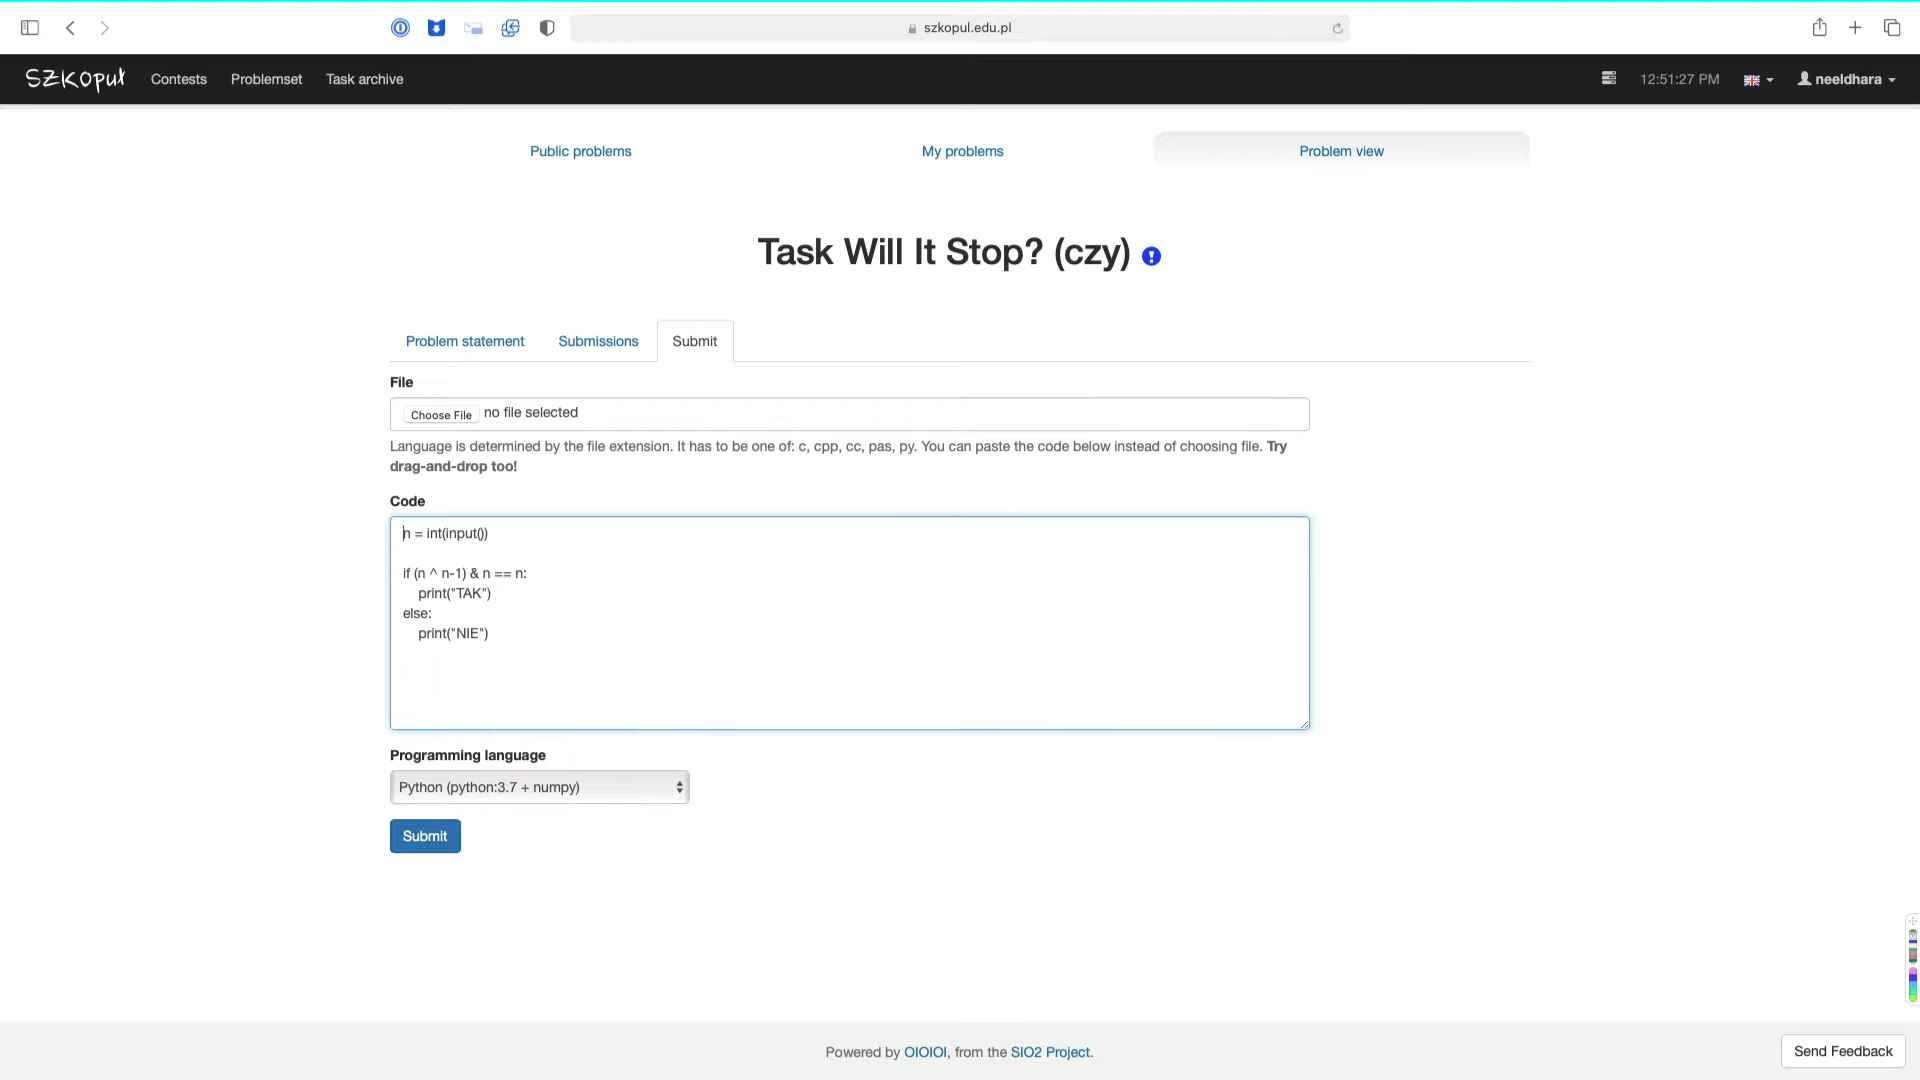 szkopul.edu.pl
szkopuł Contests Problemset Task archive 12:51:27 PM neeldhara
Public problems My problems Problem view
Task Will It Stop? (czy)
Problem statement Submissions Submit
File
Choose File no file selected
Language is determined by the file extension. It has to be one of: c, cpp, cc, pas, py. You can paste the code below instead of choosing file. Try
drag-and-drop too!
Code
n = int(input())
if (n ^ n-1) & n == n:
print("TAK")
else:
print("NIE")
Programming language
Python (python:3.7 + numpy)
Submit
Powered by OIOIOI, from the SIO2 Project.
Send Feedback